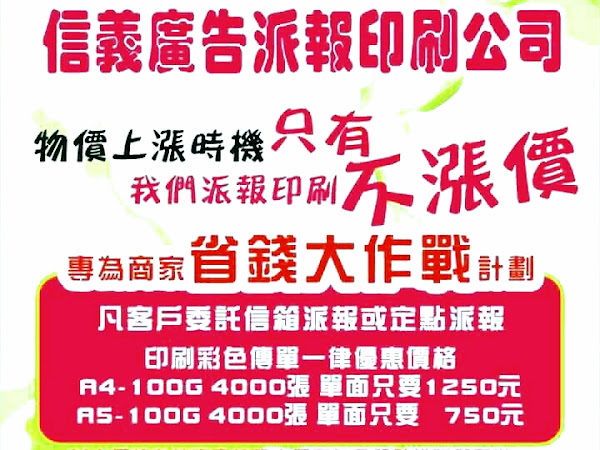 信義廣告派報印刷公司
物價上漲時機只有
我們派報印刷不漲價
專為商家省錢大作戰計劃
凡客戶委託信箱派報或定點派報
印刷彩色傳單一律優惠價格
A4-100G 4000張 單面只要1250元
A5-100G 4000張 單面只要 750元